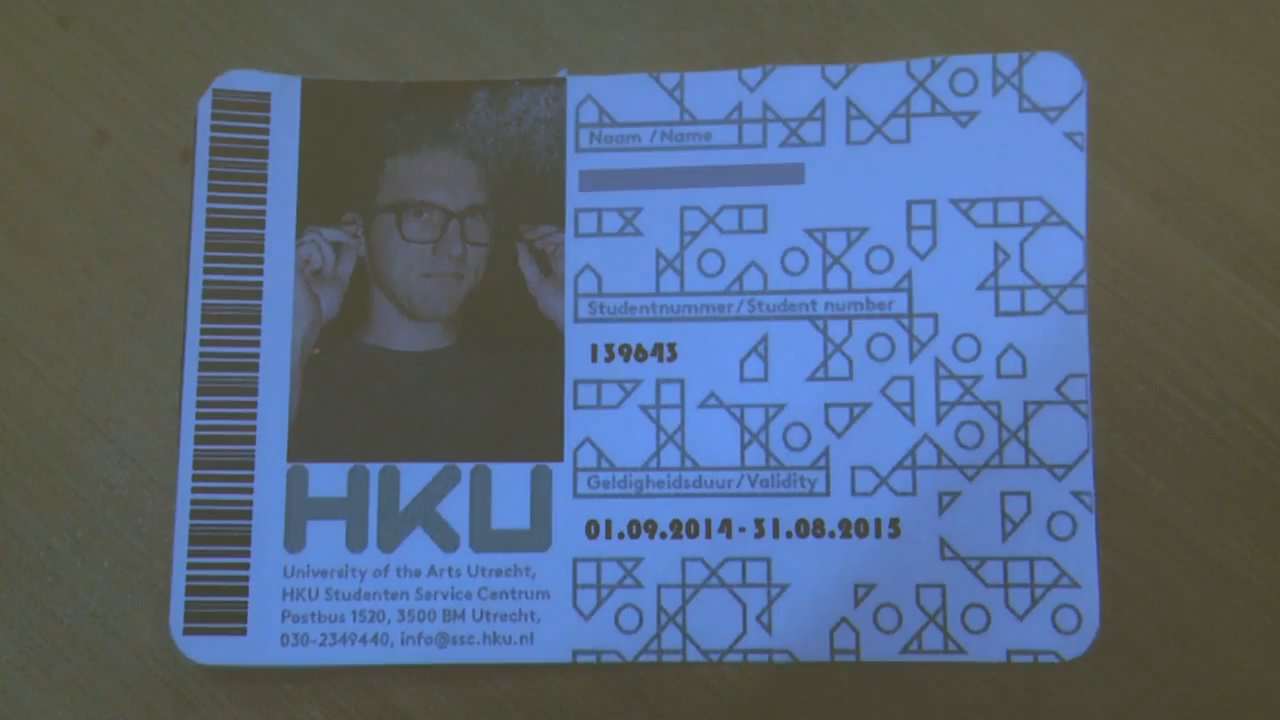 Naam / Name
Studentnummer/Student number
139643
Geldigheidsduur/Validity
01.09.2014-31.08.2015
HKU
University of the Arts Utrecht,
HKU Studenten Service Centrum
Postbus 1520, 3500 BM Utrecht,
030-2349440, info@ssc.hku.nl